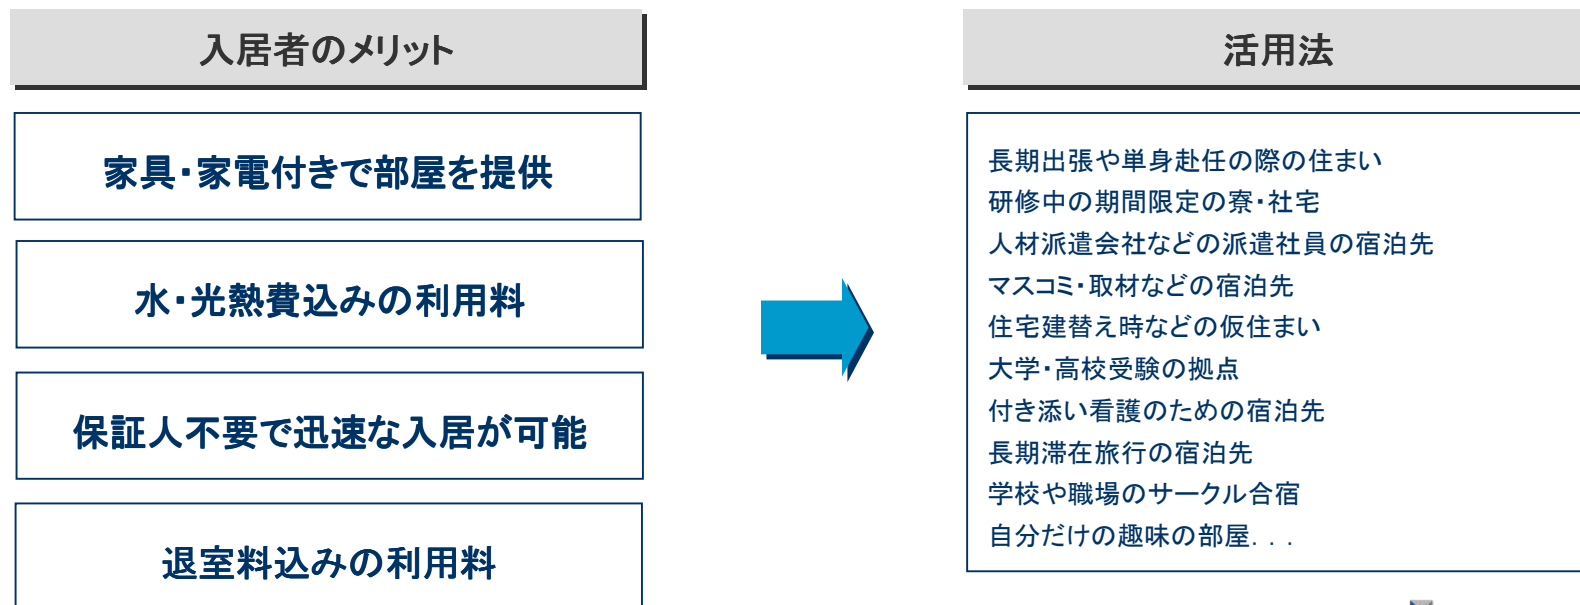 入居者のメリット
家具・家電付きで部屋を提供
水・光熱費込みの利用料
保証人不要で迅速な入居が可能
退室料込みの利用料
活用法
長期出張や単身赴任の際の住まい
研修中の期間限定の寮・社宅
人材派遣会社などの派遣社員の宿泊先
マスコミ・取材などの宿泊先
住宅建替え時などの仮住まい
大学・高校受験の拠点
付き添い看護のための宿泊先
長期滞在旅行の宿泊先
学校や職場のサークル合宿
自分だけの趣味の部屋. . .